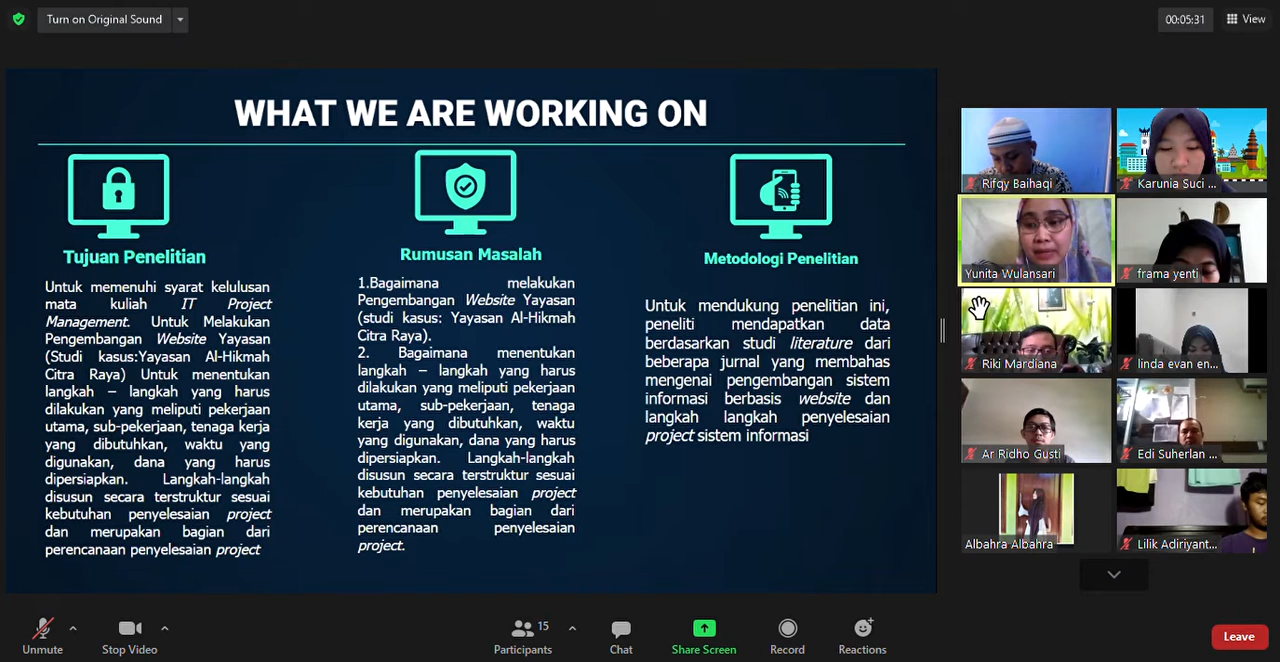 Turn on Original Sound
00:05:31
View
WHAT WE ARE WORKING ON
Tujuan Penelitian
Untuk memenuhi syarat kelulusan
mata kuliah IT Project
Management. Untuk Melakukan
Pengembangan Website Yayasan
(Studi kasus:Yayasan Al-Hikmah
Citra Raya) Untuk menentukan
langkah – langkah yang harus
dilakukan yang meliputi pekerjaan
utama, sub-pekerjaan, tenaga kerja
yang dibutuhkan, waktu yang
digunakan, dana yang harus
dipersiapkan. Langkah-langkah
disusun secara terstruktur sesuai
kebutuhan penyelesaian project
dan merupakan bagian dari
perencanaan penyelesaian project
Rumusan Masalah
1.Bagaimana melakukan
Pengembangan Website Yayasan
(studi kasus: Yayasan Al-Hikmah
Citra Raya).
2. Bagaimana menentukan
langkah – langkah yang harus
dilakukan yang meliputi pekerjaan
utama, sub-pekerjaan, tenaga
kerja yang dibutuhkan, waktu
yang digunakan, dana yang harus
dipersiapkan. Langkah-langkah
disusun secara terstruktur sesuai
kebutuhan penyelesaian project
dan merupakan bagian dari
perencanaan penyelesaian
project.
Metodologi Penelitian
Untuk mendukung penelitian ini,
peneliti mendapatkan data
berdasarkan studi literature dari
beberapa jurnal yang membahas
mengenai pengembangan sistem
informasi berbasis website dan
langkah langkah penyelesaian
project sistem informasi
Rifqy Baihaqi
Karunia Suci ...
Yunita Wulansari
frama yenti
Riki Mardiana
linda evan en...
Ar Ridho Gusti
Edi Suherlan ...
Albahra Albahra
Lilik Adiriyant...
Unmute
Stop Video
Participants
15
Chat
Share Screen
Record
Reactions
Leave